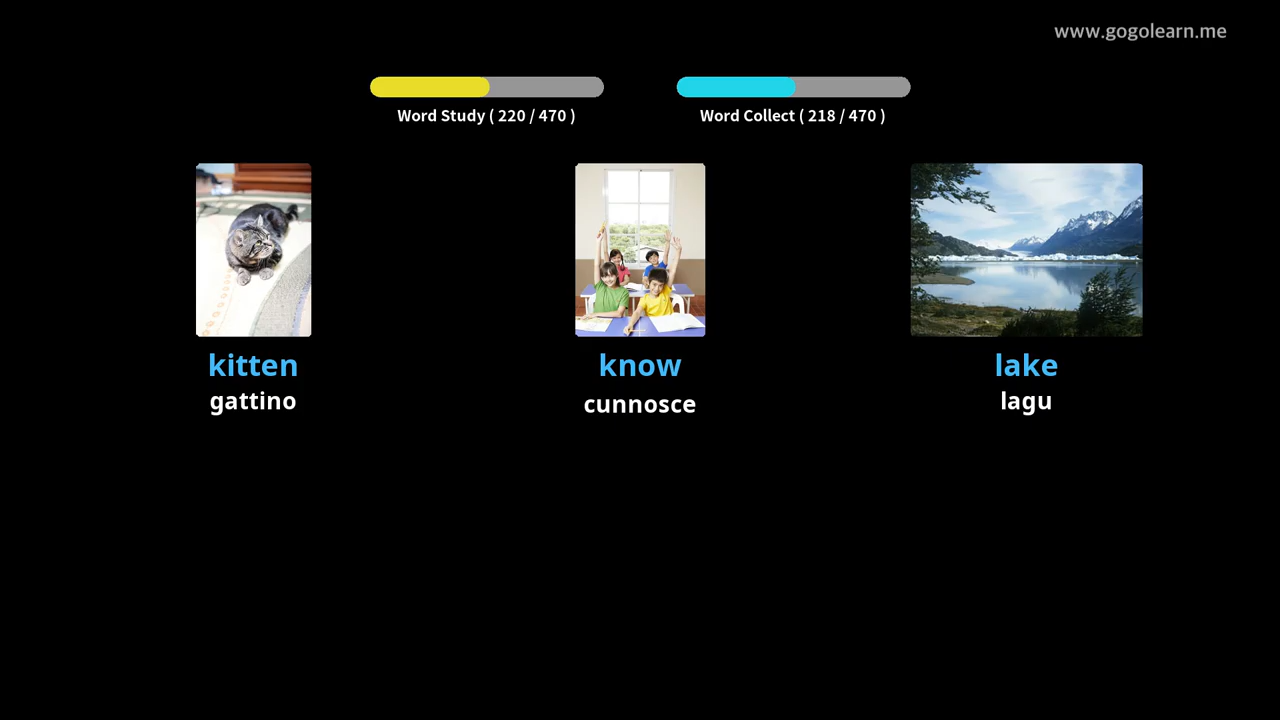 www.gogolearn.me
Word Study ( 220 / 470 )
Word Collect ( 218 / 470 )
kitten
gattino
know
cunnosce
lake
lagu